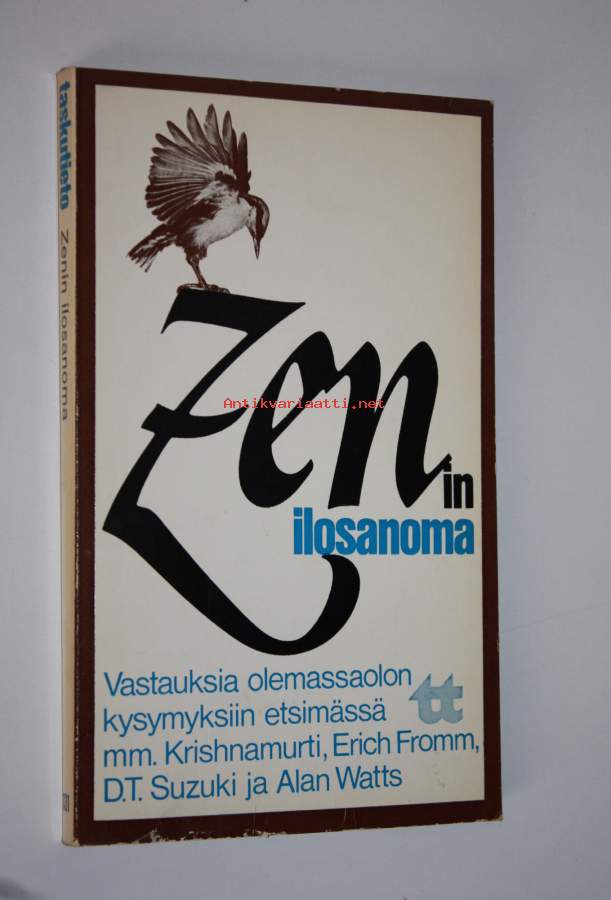 taskutieto
Zenin ilosanoma
Zen'in
ilosanoma
Vastauksia olemassaolon
kysymyksiin etsimässä
mm. Krishnamurti, Erich Fromm,
D.T. Suzuki ja Alan Watts
tt
Antikvariaatti.net